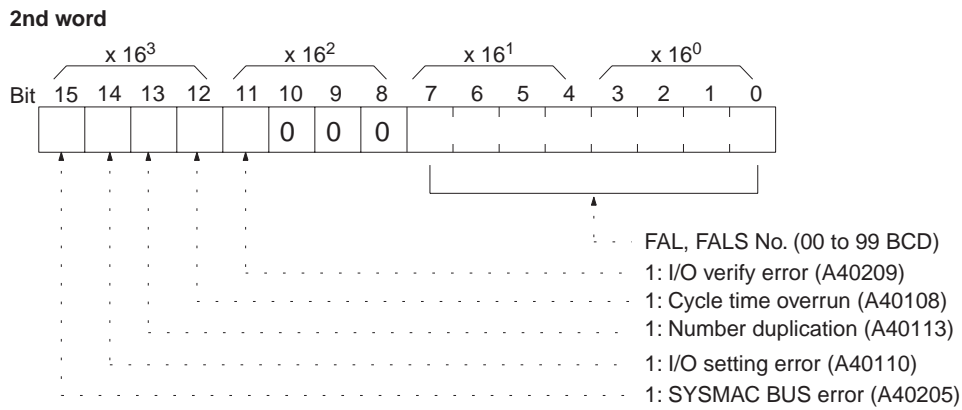 2nd word
x 16³ x 16² x 16¹ x 16⁰
Bit 15 14 13 12 11 10 9 8 7 6 5 4 3 2 1 0
0 0 0
FAL, FALS No. (00 to 99 BCD)
1: I/O verify error (A40209)
1: Cycle time overrun (A40108)
1: Number duplication (A40113)
1: I/O setting error (A40110)
1: SYSMAC BUS error (A40205)